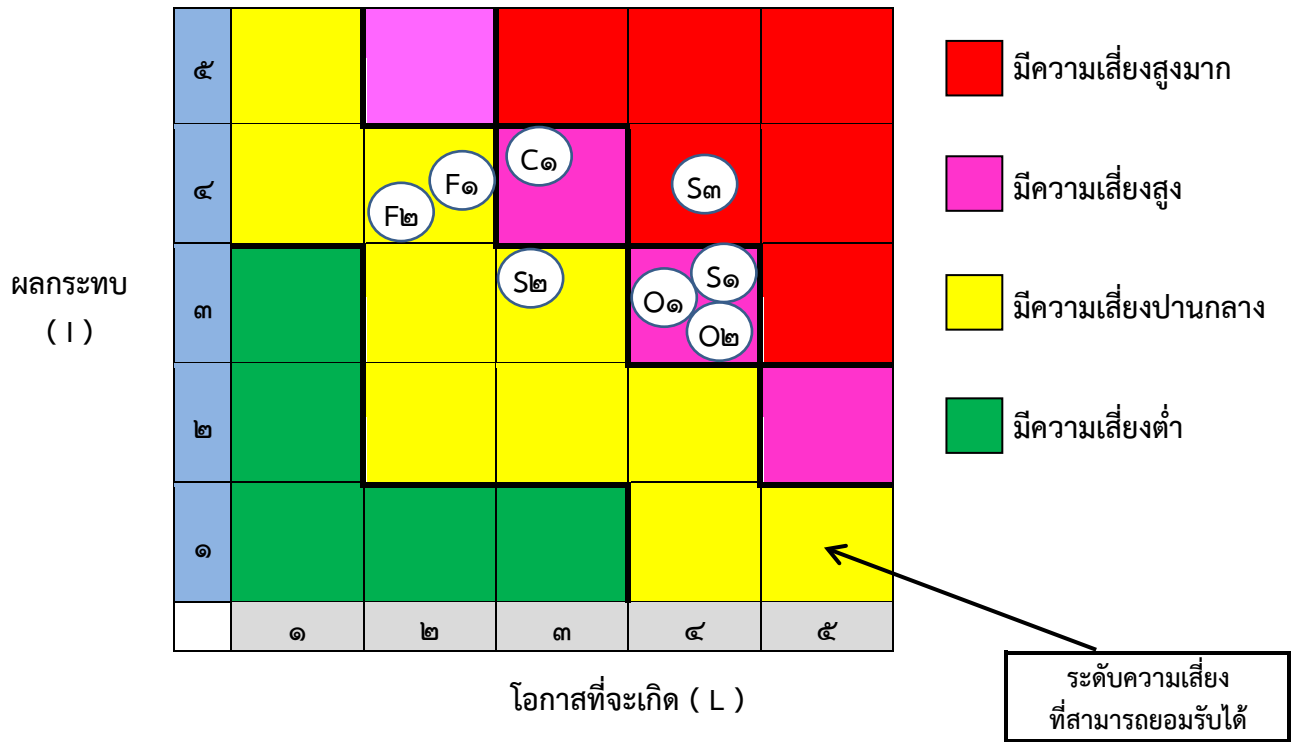 ๕
มีความเสี่ยงสูงมาก
๔
F๒
F๑
C๑
S๓
มีความเสี่ยงสูง
ผลกระทบ
( I )
๓
S๒
O๑
S๑
O๒
มีความเสี่ยงปานกลาง
๒
มีความเสี่ยงต่ำ
๑
๑ ๒ ๓ ๔ ๕
โอกาสที่จะเกิด ( L )
ระดับความเสี่ยง
ที่สามารถยอมรับได้